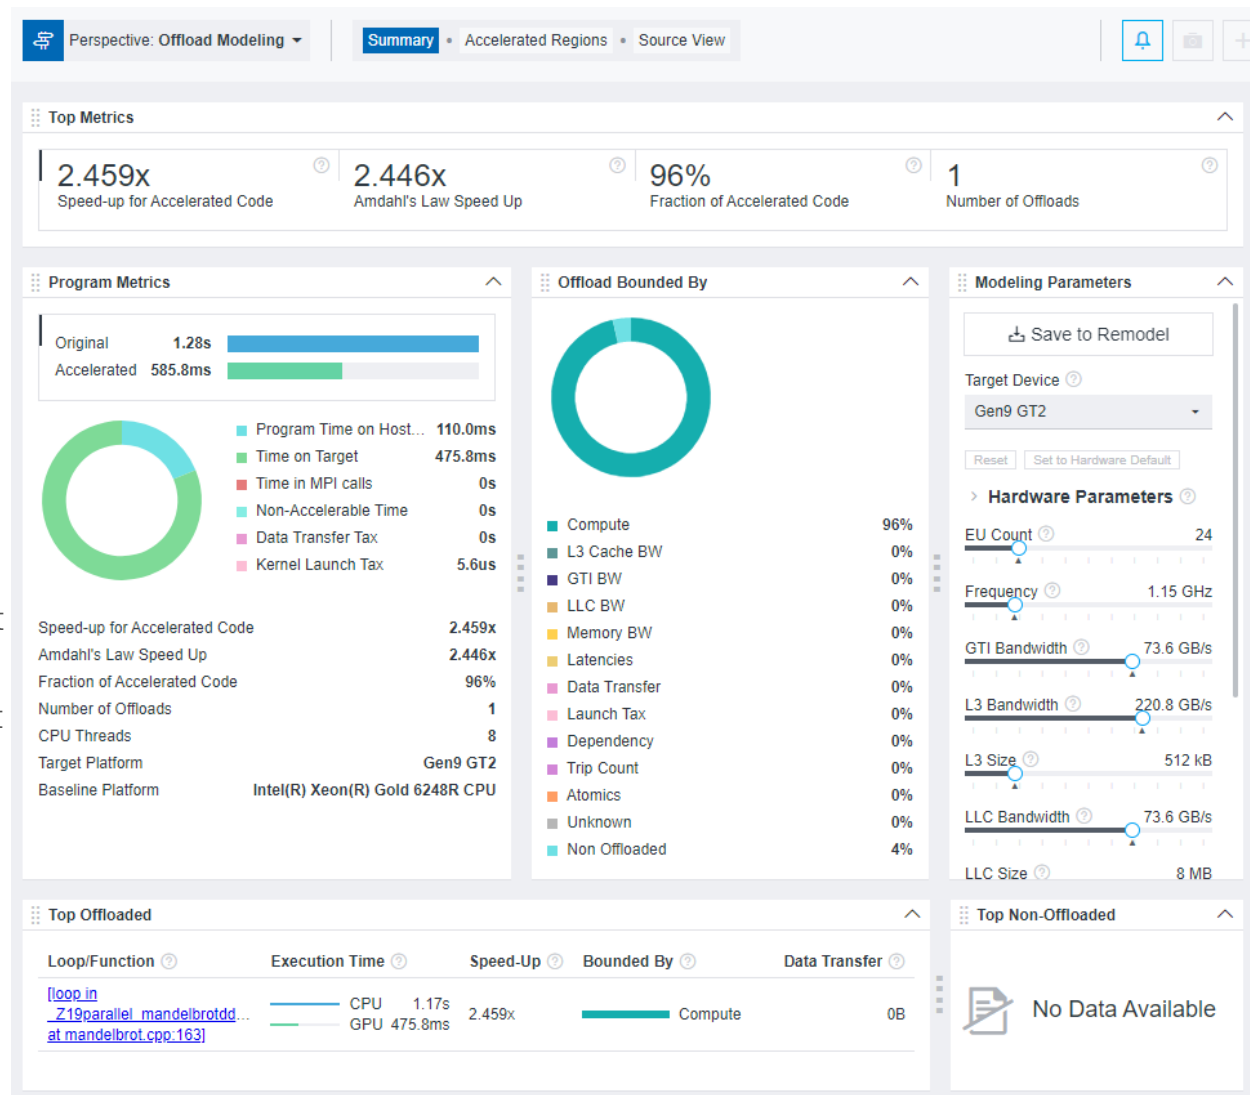 Perspective: Offload Modeling
Summary • Accelerated Regions • Source View
Top Metrics
2.459x
Speed-up for Accelerated Code
2.446x
Amdahl's Law Speed Up
96%
Fraction of Accelerated Code
1
Number of Offloads
Program Metrics
Original 1.28s
Accelerated 585.8ms
Program Time on Host... 110.0ms
Time on Target 475.8ms
Time in MPI calls 0s
Non-Accelerable Time 0s
Data Transfer Tax 0s
Kernel Launch Tax 5.6us
Speed-up for Accelerated Code 2.459x
Amdahl's Law Speed Up 2.446x
Fraction of Accelerated Code 96%
Number of Offloads 1
CPU Threads 8
Target Platform Gen9 GT2
Baseline Platform Intel(R) Xeon(R) Gold 6248R CPU
Offload Bounded By
Compute 96%
L3 Cache BW 0%
GTI BW 0%
LLC BW 0%
Memory BW 0%
Latencies 0%
Data Transfer 0%
Launch Tax 0%
Dependency 0%
Trip Count 0%
Atomics 0%
Unknown 0%
Non Offloaded 4%
Modeling Parameters
Save to Remodel
Target Device
Gen9 GT2
Reset Set to Hardware Default
Hardware Parameters
EU Count 24
Frequency 1.15 GHz
GTI Bandwidth 73.6 GB/s
L3 Bandwidth 220.8 GB/s
L3 Size 512 kB
LLC Bandwidth 73.6 GB/s
LLC Size 8 MB
Top Offloaded
Loop/Function Execution Time Speed-Up Bounded By Data Transfer
[loop in
_Z19parallel_mandelbrotdd...
at mandelbrot.cpp:163]
CPU 1.17s
GPU 475.8ms
2.459x
Compute
0B
Top Non-Offloaded
No Data Available